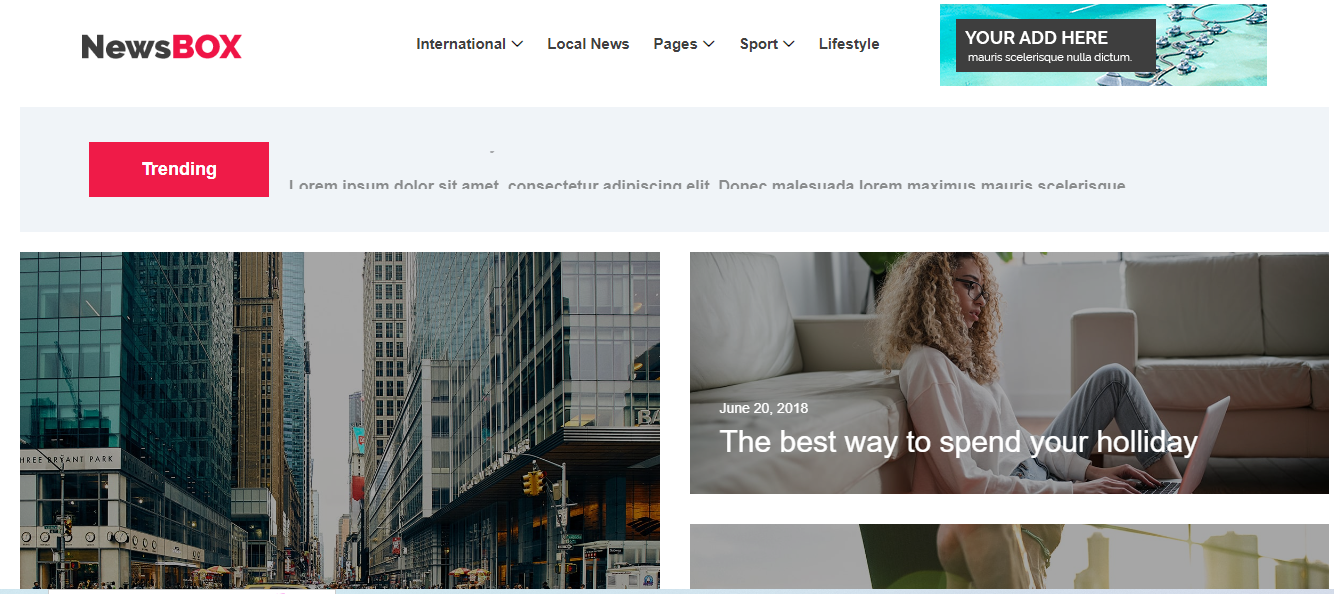 NewsBOX
International
Local News
Pages
Sport
Lifestyle
YOUR ADD HERE
mauris scelerisque nulla dictum.
Trending
Lorem ipsum dolor sit amet, consectetur adipiscing elit. Donec malesuada lorem maximus mauris scelerisque
HREE BRYANT PARK
BA
June 20, 2018
The best way to spend your holliday